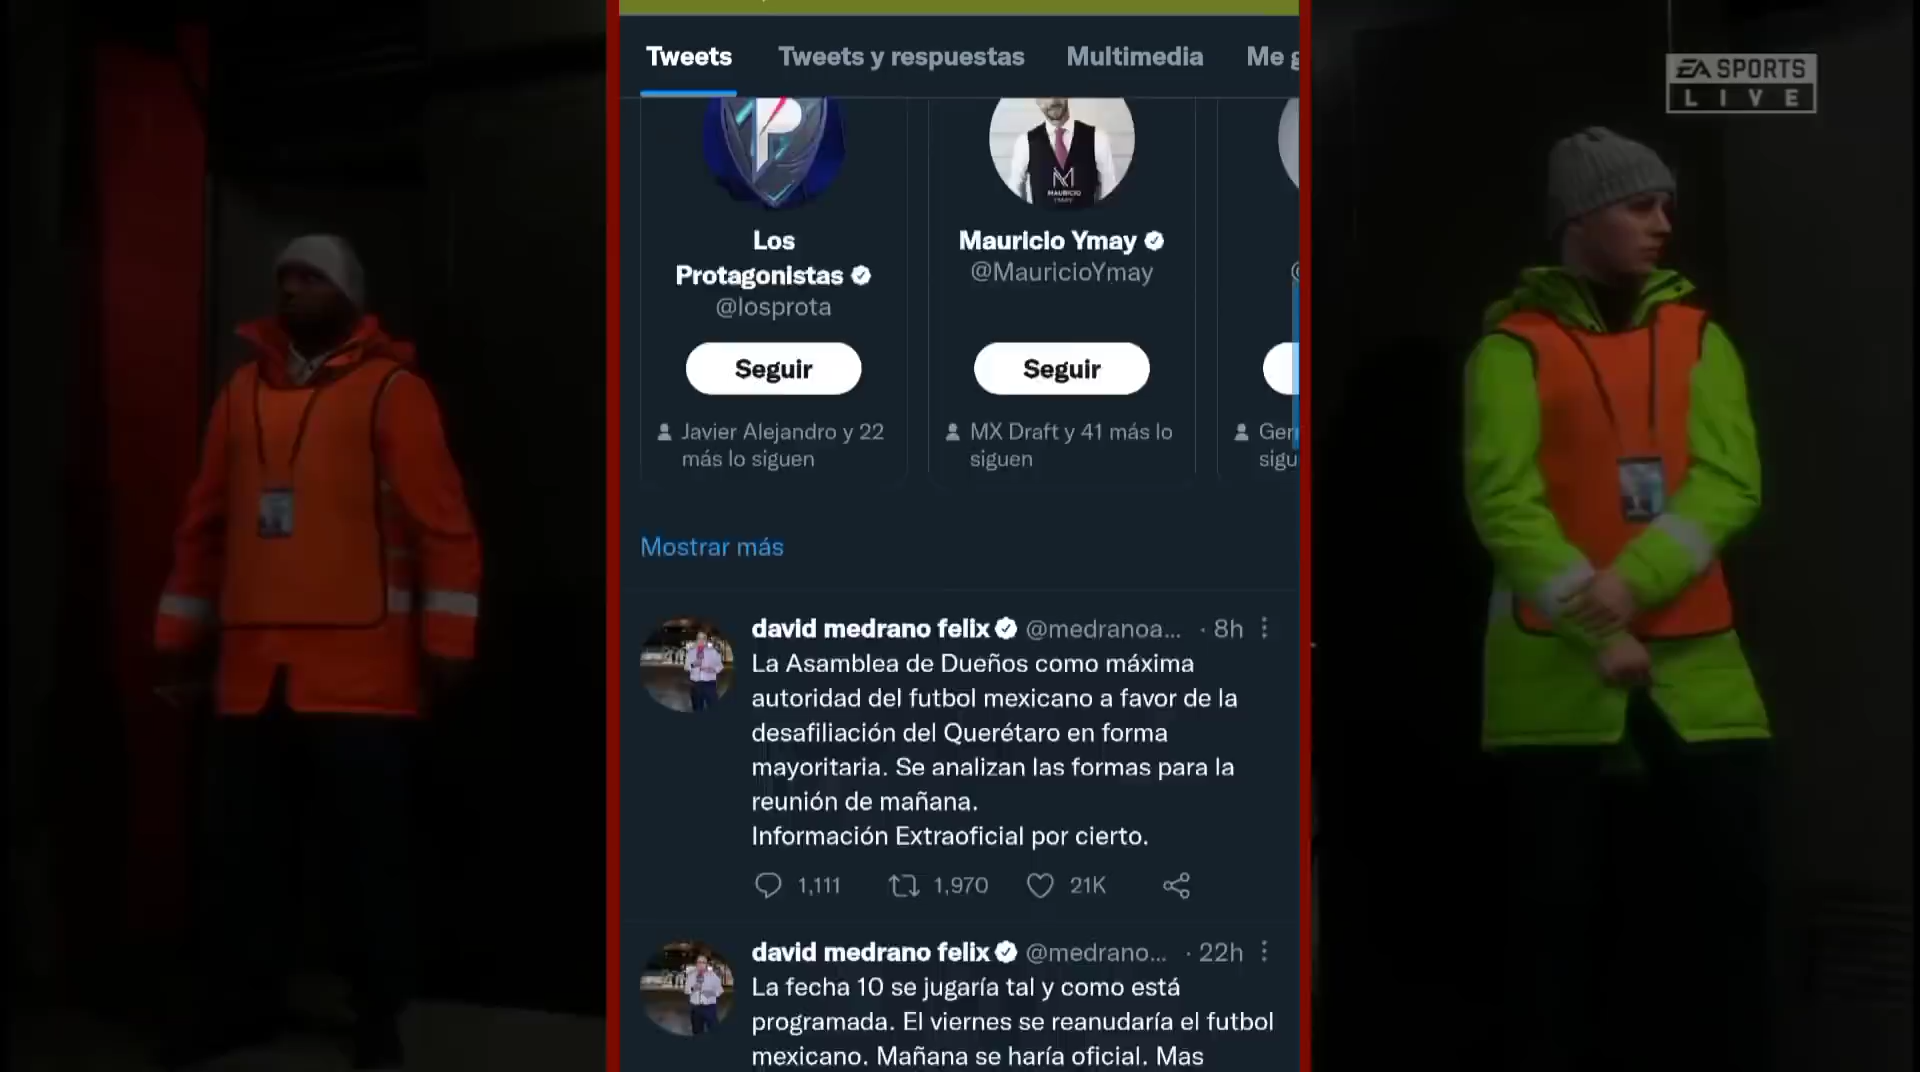 Tweets Tweets y respuestas Multimedia Me g
EA SPORTS
LIVE
P
M
MAURICIO
YMAY
Los
Protagonistas
@losprota
Seguir
Javier Alejandro y 22
más lo siguen
Mauricio Ymay
@MauricioYmay
Seguir
MX Draft y 41 más lo
siguen
@
Ger
sigu
Mostrar más
david medrano felix @medranoa... · 8h
La Asamblea de Dueños como máxima
autoridad del futbol mexicano a favor de la
desafiliación del Querétaro en forma
mayoritaria. Se analizan las formas para la
reunión de mañana.
Información Extraoficial por cierto.
1,111 1,970 21K
david medrano felix @medrano... · 22h
La fecha 10 se jugaría tal y como está
programada. El viernes se reanudaría el futbol
mexicano. Mañana se haría oficial. Mas